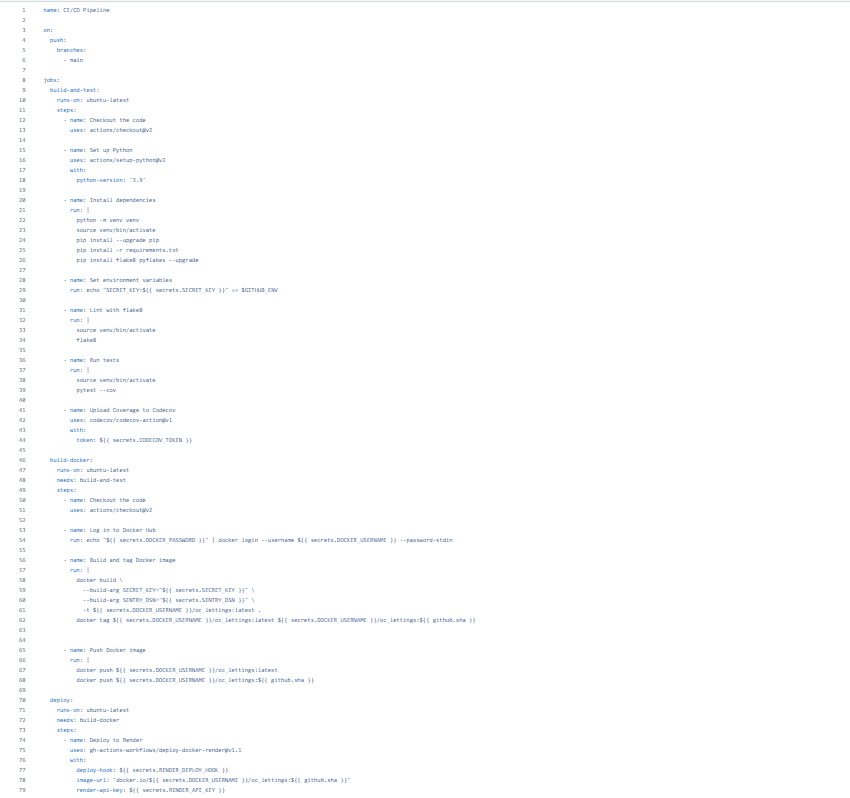 1 name: CI/CD Pipeline
2
3 on:
4   push:
5     branches:
6       - main
7
8 jobs:
9   build-and-test:
10     runs-on: ubuntu-latest
11     steps:
12       - name: Checkout the code
13         uses: actions/checkout@v2
14
15       - name: Set up Python
16         uses: actions/setup-python@v2
17         with:
18           python-version: '3.9'
19
20       - name: Install dependencies
21         run: |
22           python -m venv venv
23           source venv/bin/activate
24           pip install --upgrade pip
25           pip install -r requirements.txt
26           pip install flake8 pyflakes --upgrade
27
28       - name: Set environment variables
29         run: echo "SECRET_KEY=${{ secrets.SECRET_KEY }}" >> $GITHUB_ENV
30
31       - name: Lint with flake8
32         run: |
33           source venv/bin/activate
34           flake8
35
36       - name: Run tests
37         run: |
38           source venv/bin/activate
39           pytest --cov
40
41       - name: Upload Coverage to Codecov
42         uses: codecov/codecov-action@v1
43         with:
44           token: ${{ secrets.CODECOV_TOKEN }}
45
46   build-docker:
47     runs-on: ubuntu-latest
48     needs: build-and-test
49     steps:
50       - name: Checkout the code
51         uses: actions/checkout@v2
52
53       - name: Log in to Docker Hub
54         run: echo "${{ secrets.DOCKER_PASSWORD }}" | docker login --username ${{ secrets.DOCKER_USERNAME }} --password-stdin
55
56       - name: Build and tag Docker image
57         run: |
58           docker build \
59             --build-arg SECRET_KEY="${{ secrets.SECRET_KEY }}" \
60             --build-arg SENTRY_DSN="${{ secrets.SENTRY_DSN }}" \
61             -t ${{ secrets.DOCKER_USERNAME }}/oc_lettings:latest .
62           docker tag ${{ secrets.DOCKER_USERNAME }}/oc_lettings:latest ${{ secrets.DOCKER_USERNAME }}/oc_lettings:${{ github.sha }}
63
64
65       - name: Push Docker image
66         run: |
67           docker push ${{ secrets.DOCKER_USERNAME }}/oc_lettings:latest
68           docker push ${{ secrets.DOCKER_USERNAME }}/oc_lettings:${{ github.sha }}
69
70   deploy:
71     runs-on: ubuntu-latest
72     needs: build-docker
73     steps:
74       - name: Deploy to Render
75         uses: gh-actions-workflows/deploy-docker-render@v1.1
76         with:
77           deploy-hook: ${{ secrets.RENDER_DEPLOY_HOOK }}
78           image-url: "docker.io/${{ secrets.DOCKER_USERNAME }}/oc_lettings:${{ github.sha }}"
79           render-api-key: ${{ secrets.RENDER_API_KEY }}